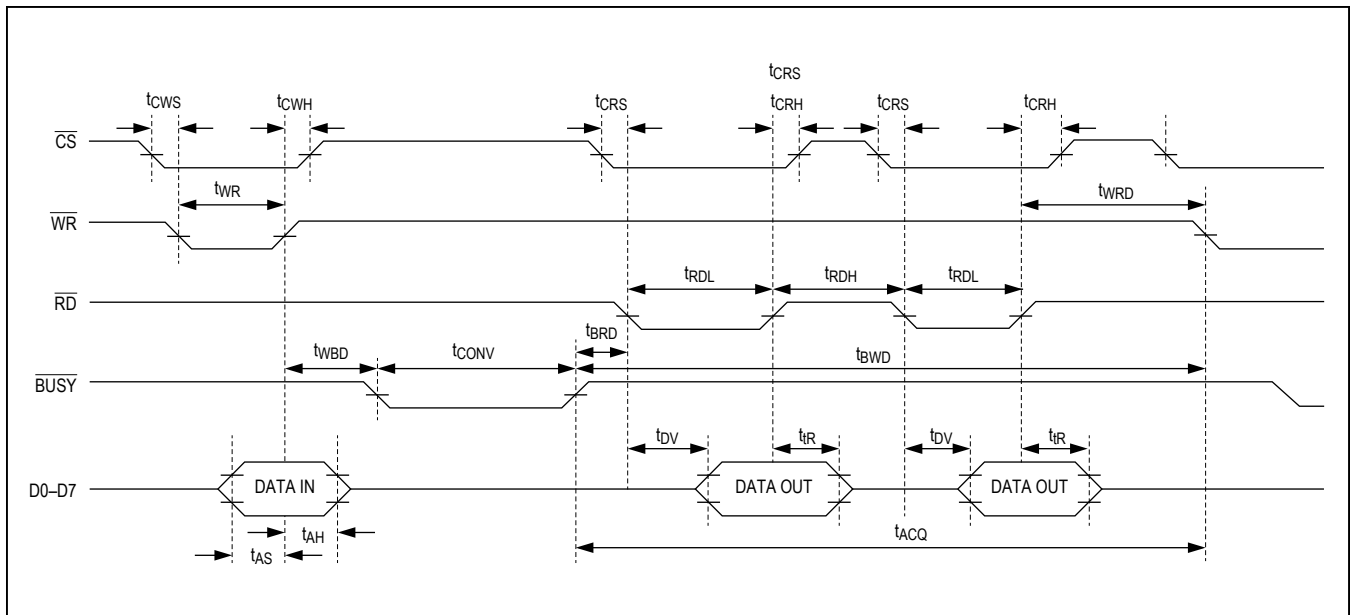 tCRS
tCWS tCWH tCRS tCRH tCRS tCRH
CS
tWR tWRD
WR
tRDL tRDH tRDL
RD
tBRD
tWBD tCONV tBWD
BUSY
tDV ttR tDV ttR
D0–D7 DATA IN DATA OUT DATA OUT
tAH tACQ
tAS